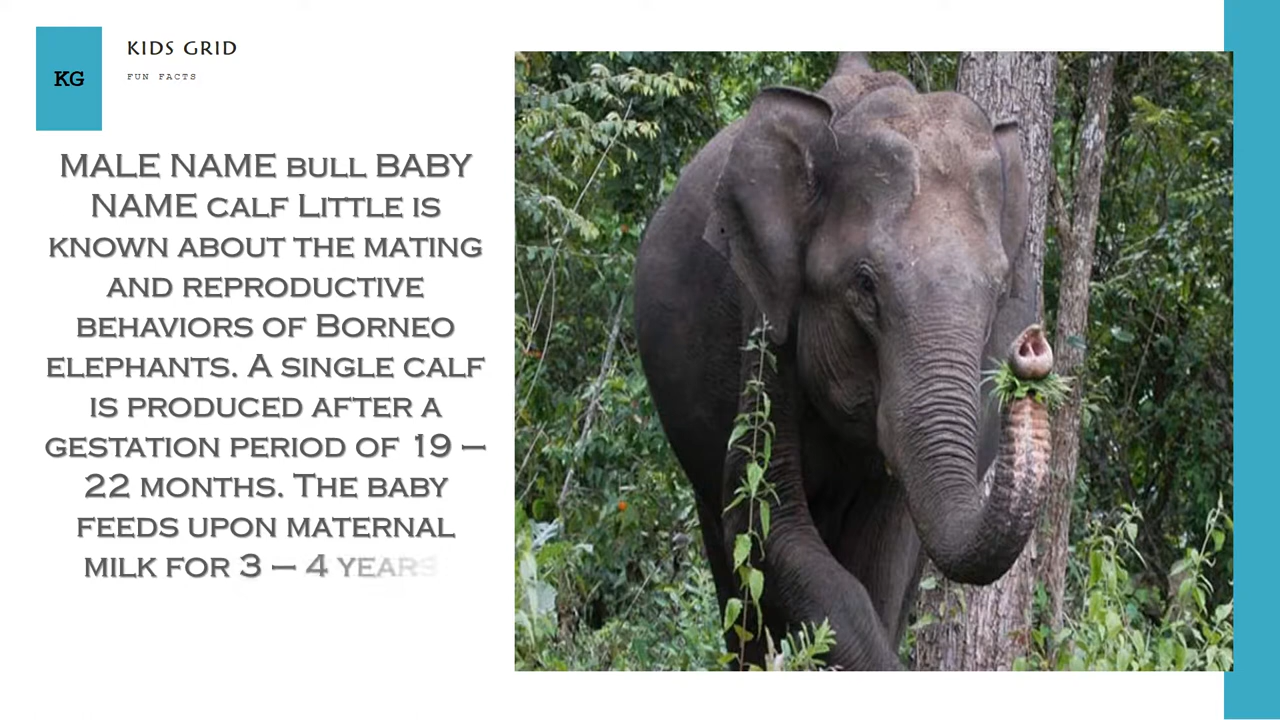 KG
KIDS GRID
FUN FACTS
MALE NAME BULL BABY
NAME CALF LITTLE IS
KNOWN ABOUT THE MATING
AND REPRODUCTIVE
BEHAVIORS OF BORNEO
ELEPHANTS. A SINGLE CALF
IS PRODUCED AFTER A
GESTATION PERIOD OF 19 –
22 MONTHS. THE BABY
FEEDS UPON MATERNAL
MILK FOR 3 – 4 YEARS